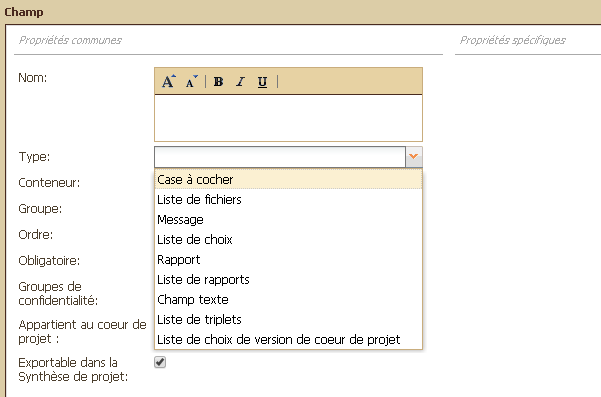 Champ
Propriétés communes
Propriétés spécifiques
Nom:
A A B I U
Type:
Case à cocher
Conteneur:
Liste de fichiers
Groupe:
Message
Ordre:
Liste de choix
Obligatoire:
Rapport
Groupes de
confidentialité:
Liste de rapports
Champ texte
Appartient au coeur de
projet :
Liste de triplets
Liste de choix de version de coeur de projet
Exportable dans la
Synthèse de projet: